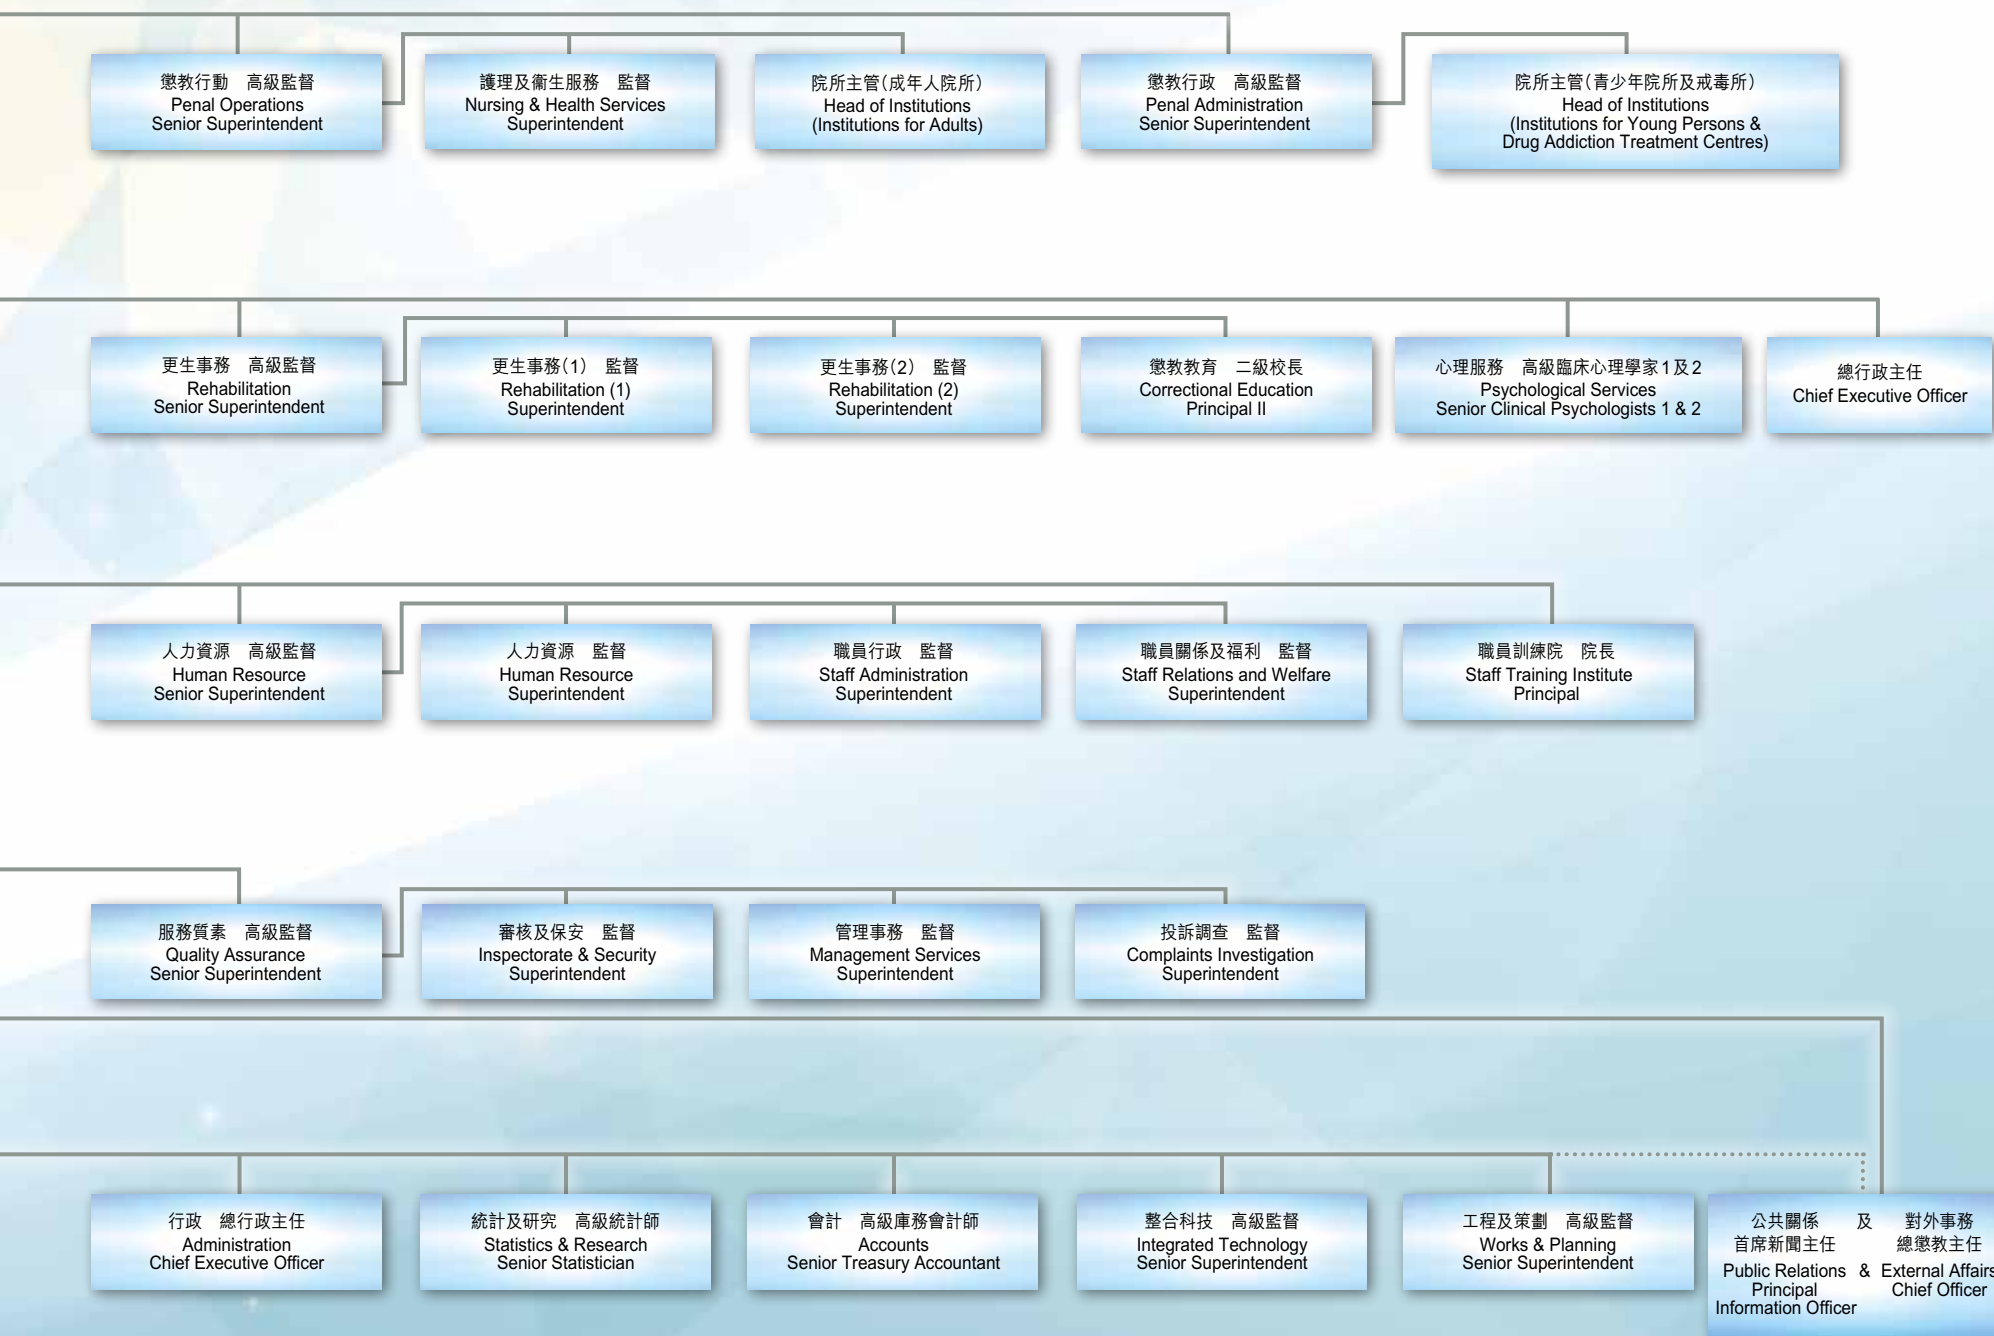 懲教行動　高級監督
Penal Operations
Senior Superintendent
護理及衞生服務　監督
Nursing & Health Services
Superintendent
院所主管（成年人院所）
Head of Institutions
(Institutions for Adults)
懲教行政　高級監督
Penal Administration
Senior Superintendent
院所主管（青少年院所及戒毒所）
Head of Institutions
(Institutions for Young Persons &
Drug Addiction Treatment Centres)
更生事務　高級監督
Rehabilitation
Senior Superintendent
更生事務（1）　監督
Rehabilitation (1)
Superintendent
更生事務（2）　監督
Rehabilitation (2)
Superintendent
懲教教育　二級校長
Correctional Education
Principal II
心理服務　高級臨床心理學家1及2
Psychological Services
Senior Clinical Psychologists 1 & 2
總行政主任
Chief Executive Officer
人力資源　高級監督
Human Resource
Senior Superintendent
人力資源　監督
Human Resource
Superintendent
職員行政　監督
Staff Administration
Superintendent
職員關係及福利　監督
Staff Relations and Welfare
Superintendent
職員訓練院　院長
Staff Training Institute
Principal
服務質素　高級監督
Quality Assurance
Senior Superintendent
審核及保安　監督
Inspectorate & Security
Superintendent
管理事務　監督
Management Services
Superintendent
投訴調查　監督
Complaints Investigation
Superintendent
行政　總行政主任
Administration
Chief Executive Officer
統計及研究　高級統計師
Statistics & Research
Senior Statistician
會計　高級庫務會計師
Accounts
Senior Treasury Accountant
整合科技　高級監督
Integrated Technology
Senior Superintendent
工程及策劃　高級監督
Works & Planning
Senior Superintendent
公共關係　及　對外事務
首席新聞主任　總懲教主任
Public Relations & External Affairs
Principal Chief Officer
Information Officer